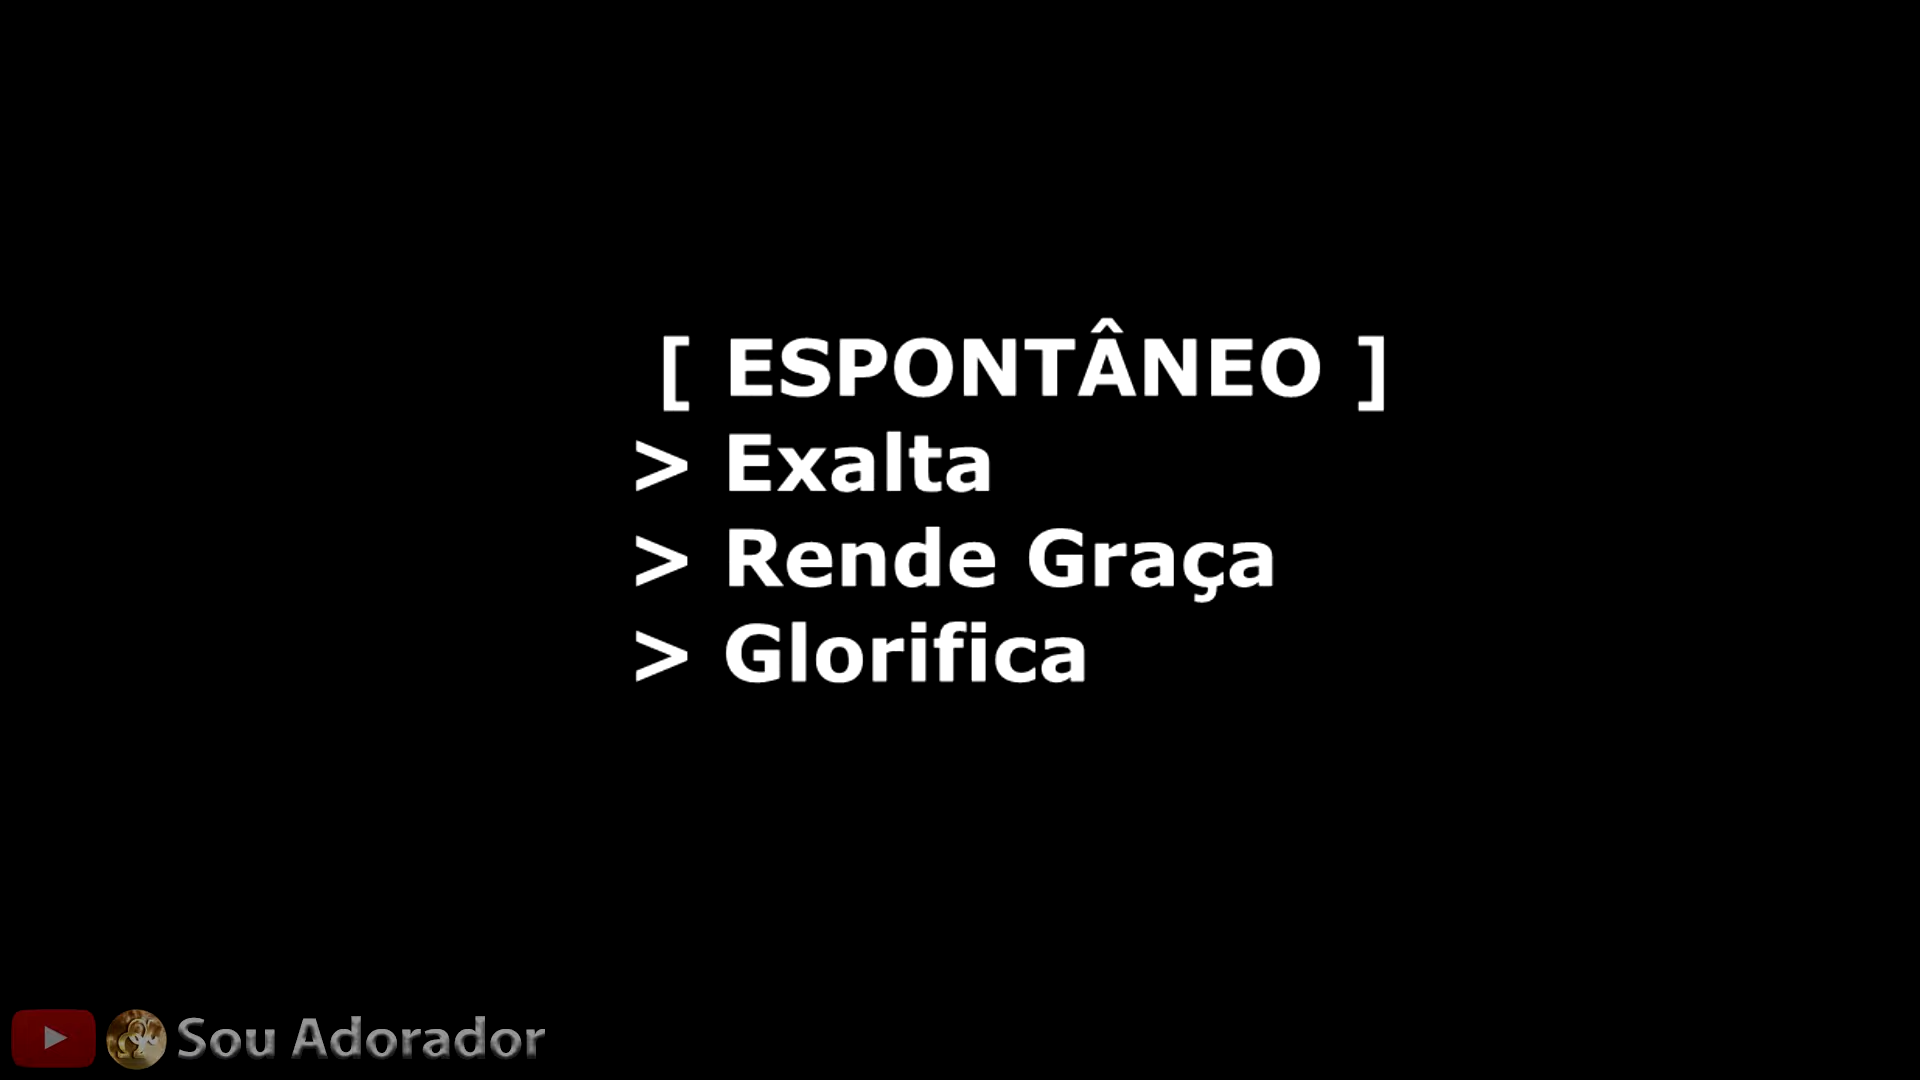 [ ESPONTÂNEO ]
> Exalta
> Rende Graça
> Glorifica
Sou Adorador